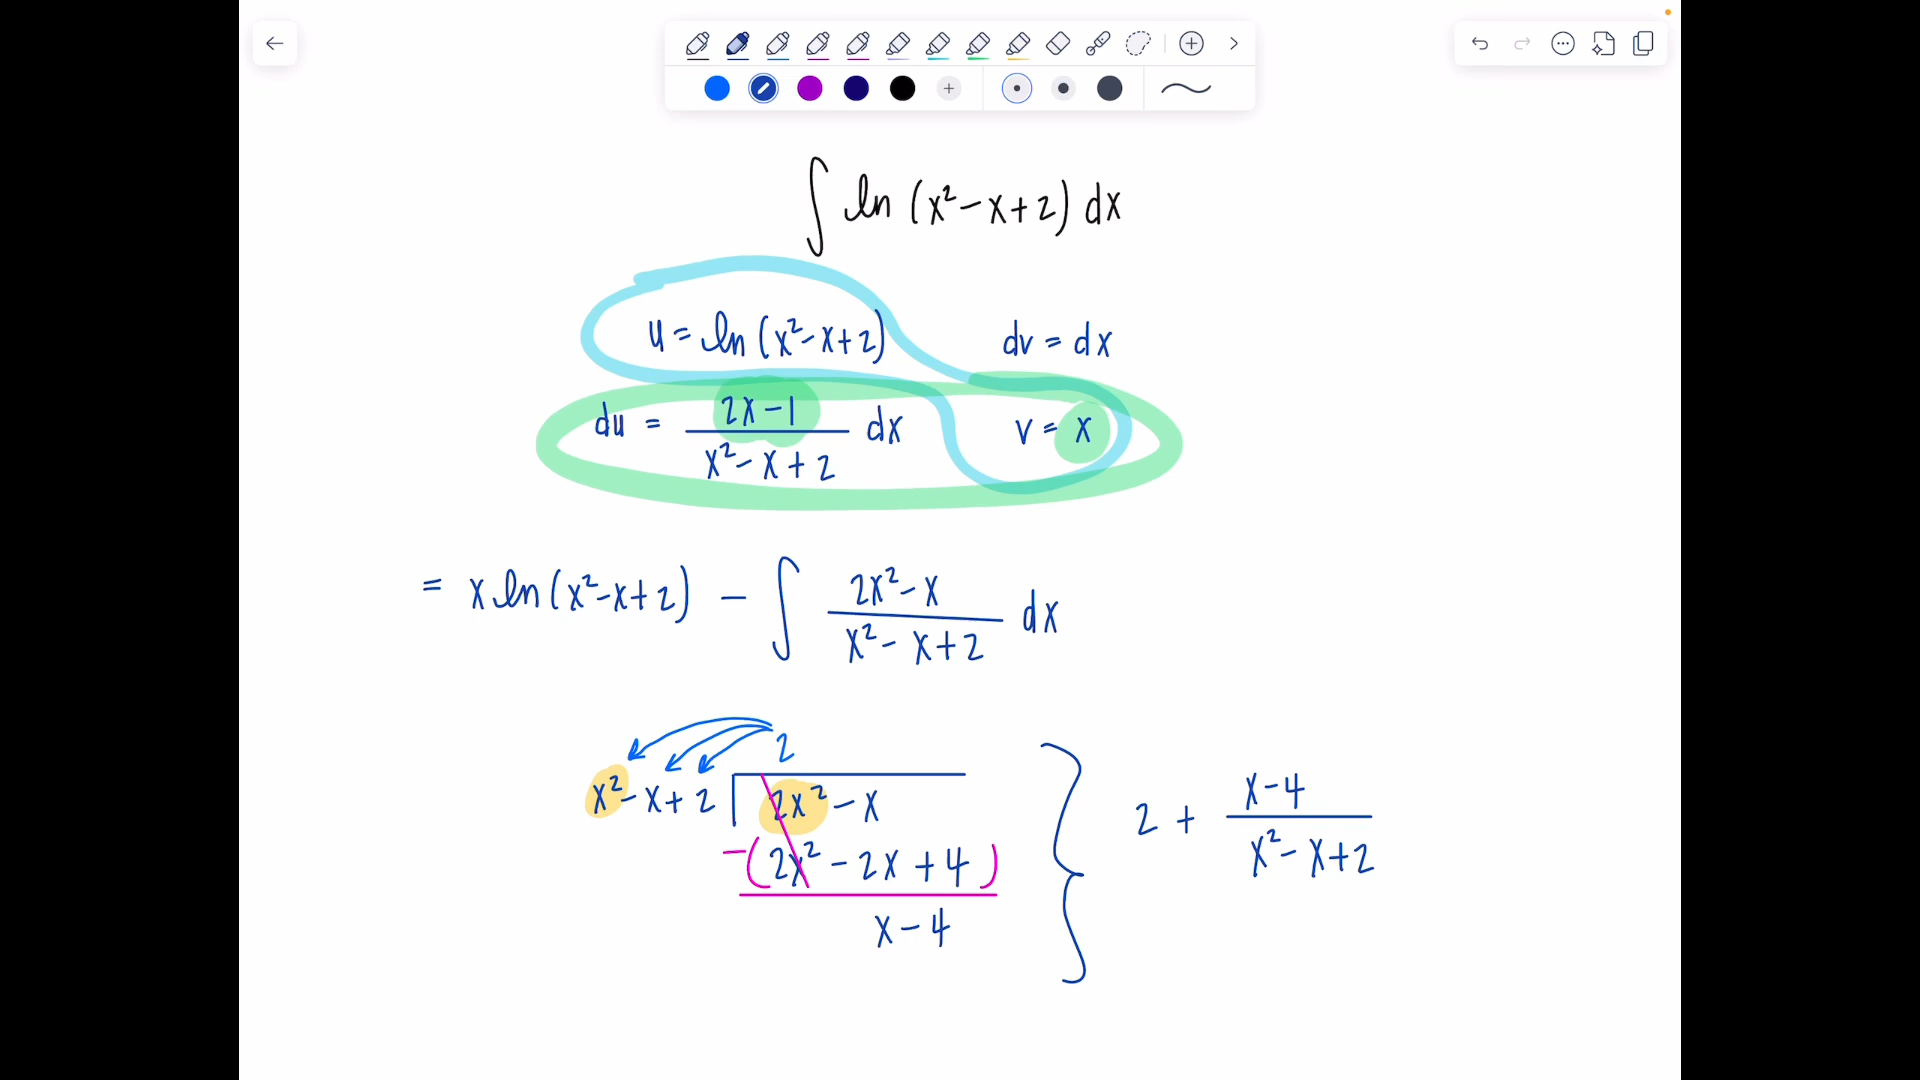 ∫ ln (x² - x + 2) dx
u = ln (x² - x + 2) dv = dx
du = (2x - 1)/(x² - x + 2) dx v = x
= x ln (x² - x + 2) - ∫ (2x² - x)/(x² - x + 2) dx
2
x² - x + 2 2x² - x
-(2x² - 2x + 4)
x - 4
2 + (x - 4)/(x² - x + 2)